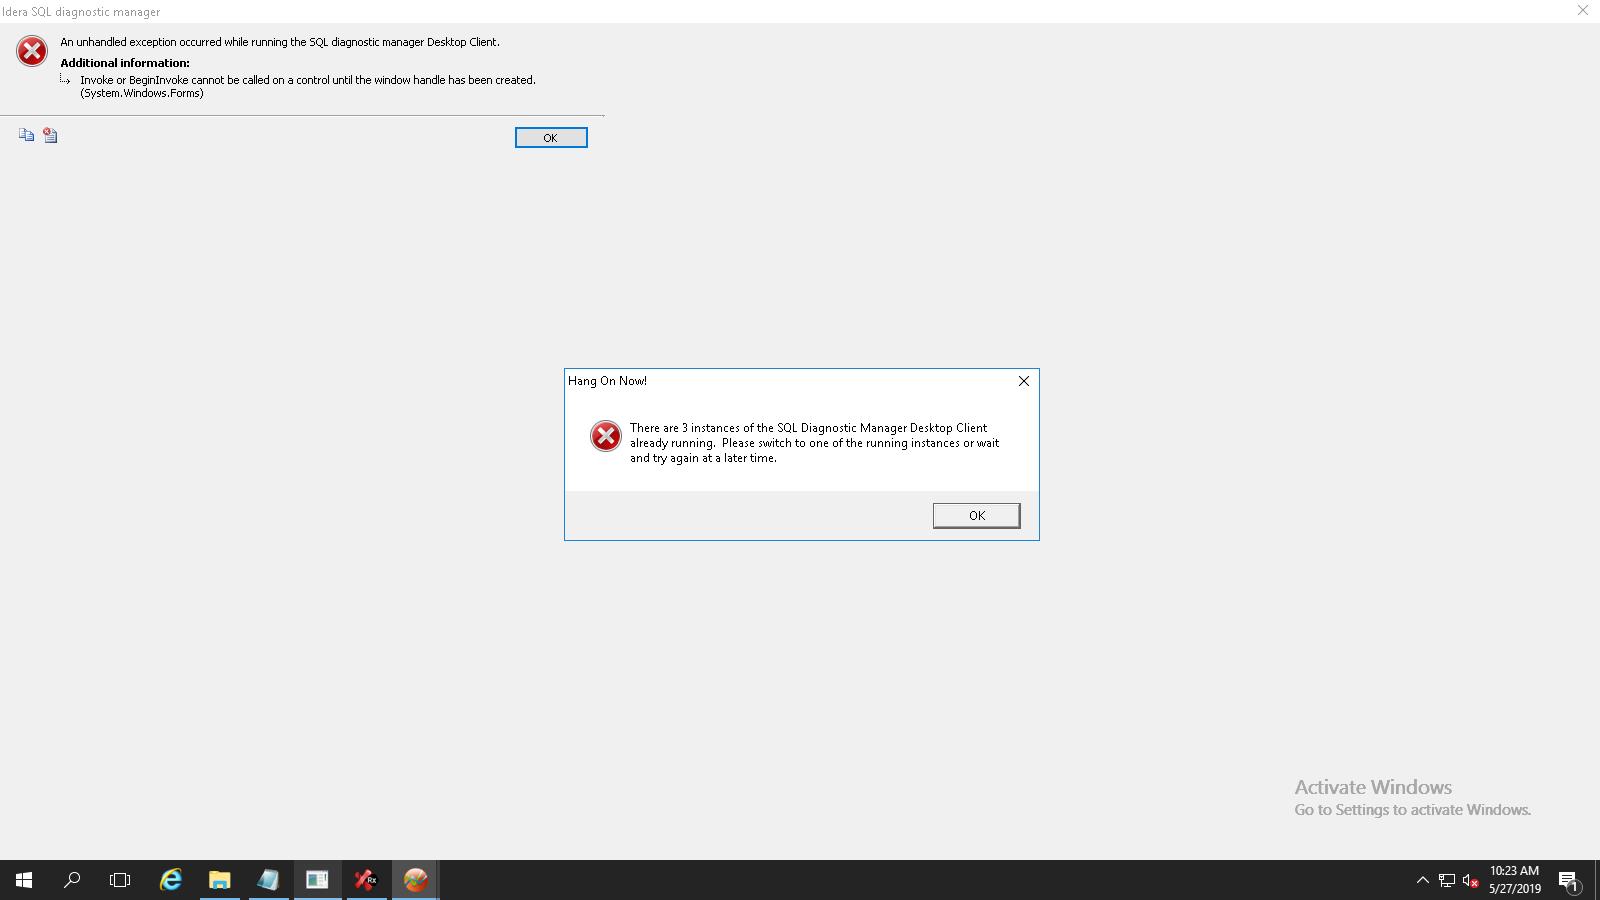 Idera SQL diagnostic manager
An unhandled exception occurred while running the SQL diagnostic manager Desktop Client.
Additional information:
Invoke or BeginInvoke cannot be called on a control until the window handle has been created.
(System.Windows.Forms)
OK
Hang On Now!
There are 3 instances of the SQL Diagnostic Manager Desktop Client
already running.  Please switch to one of the running instances or wait
and try again at a later time.
OK
Activate Windows
Go to Settings to activate Windows.
Rx
10:23 AM
5/27/2019
1